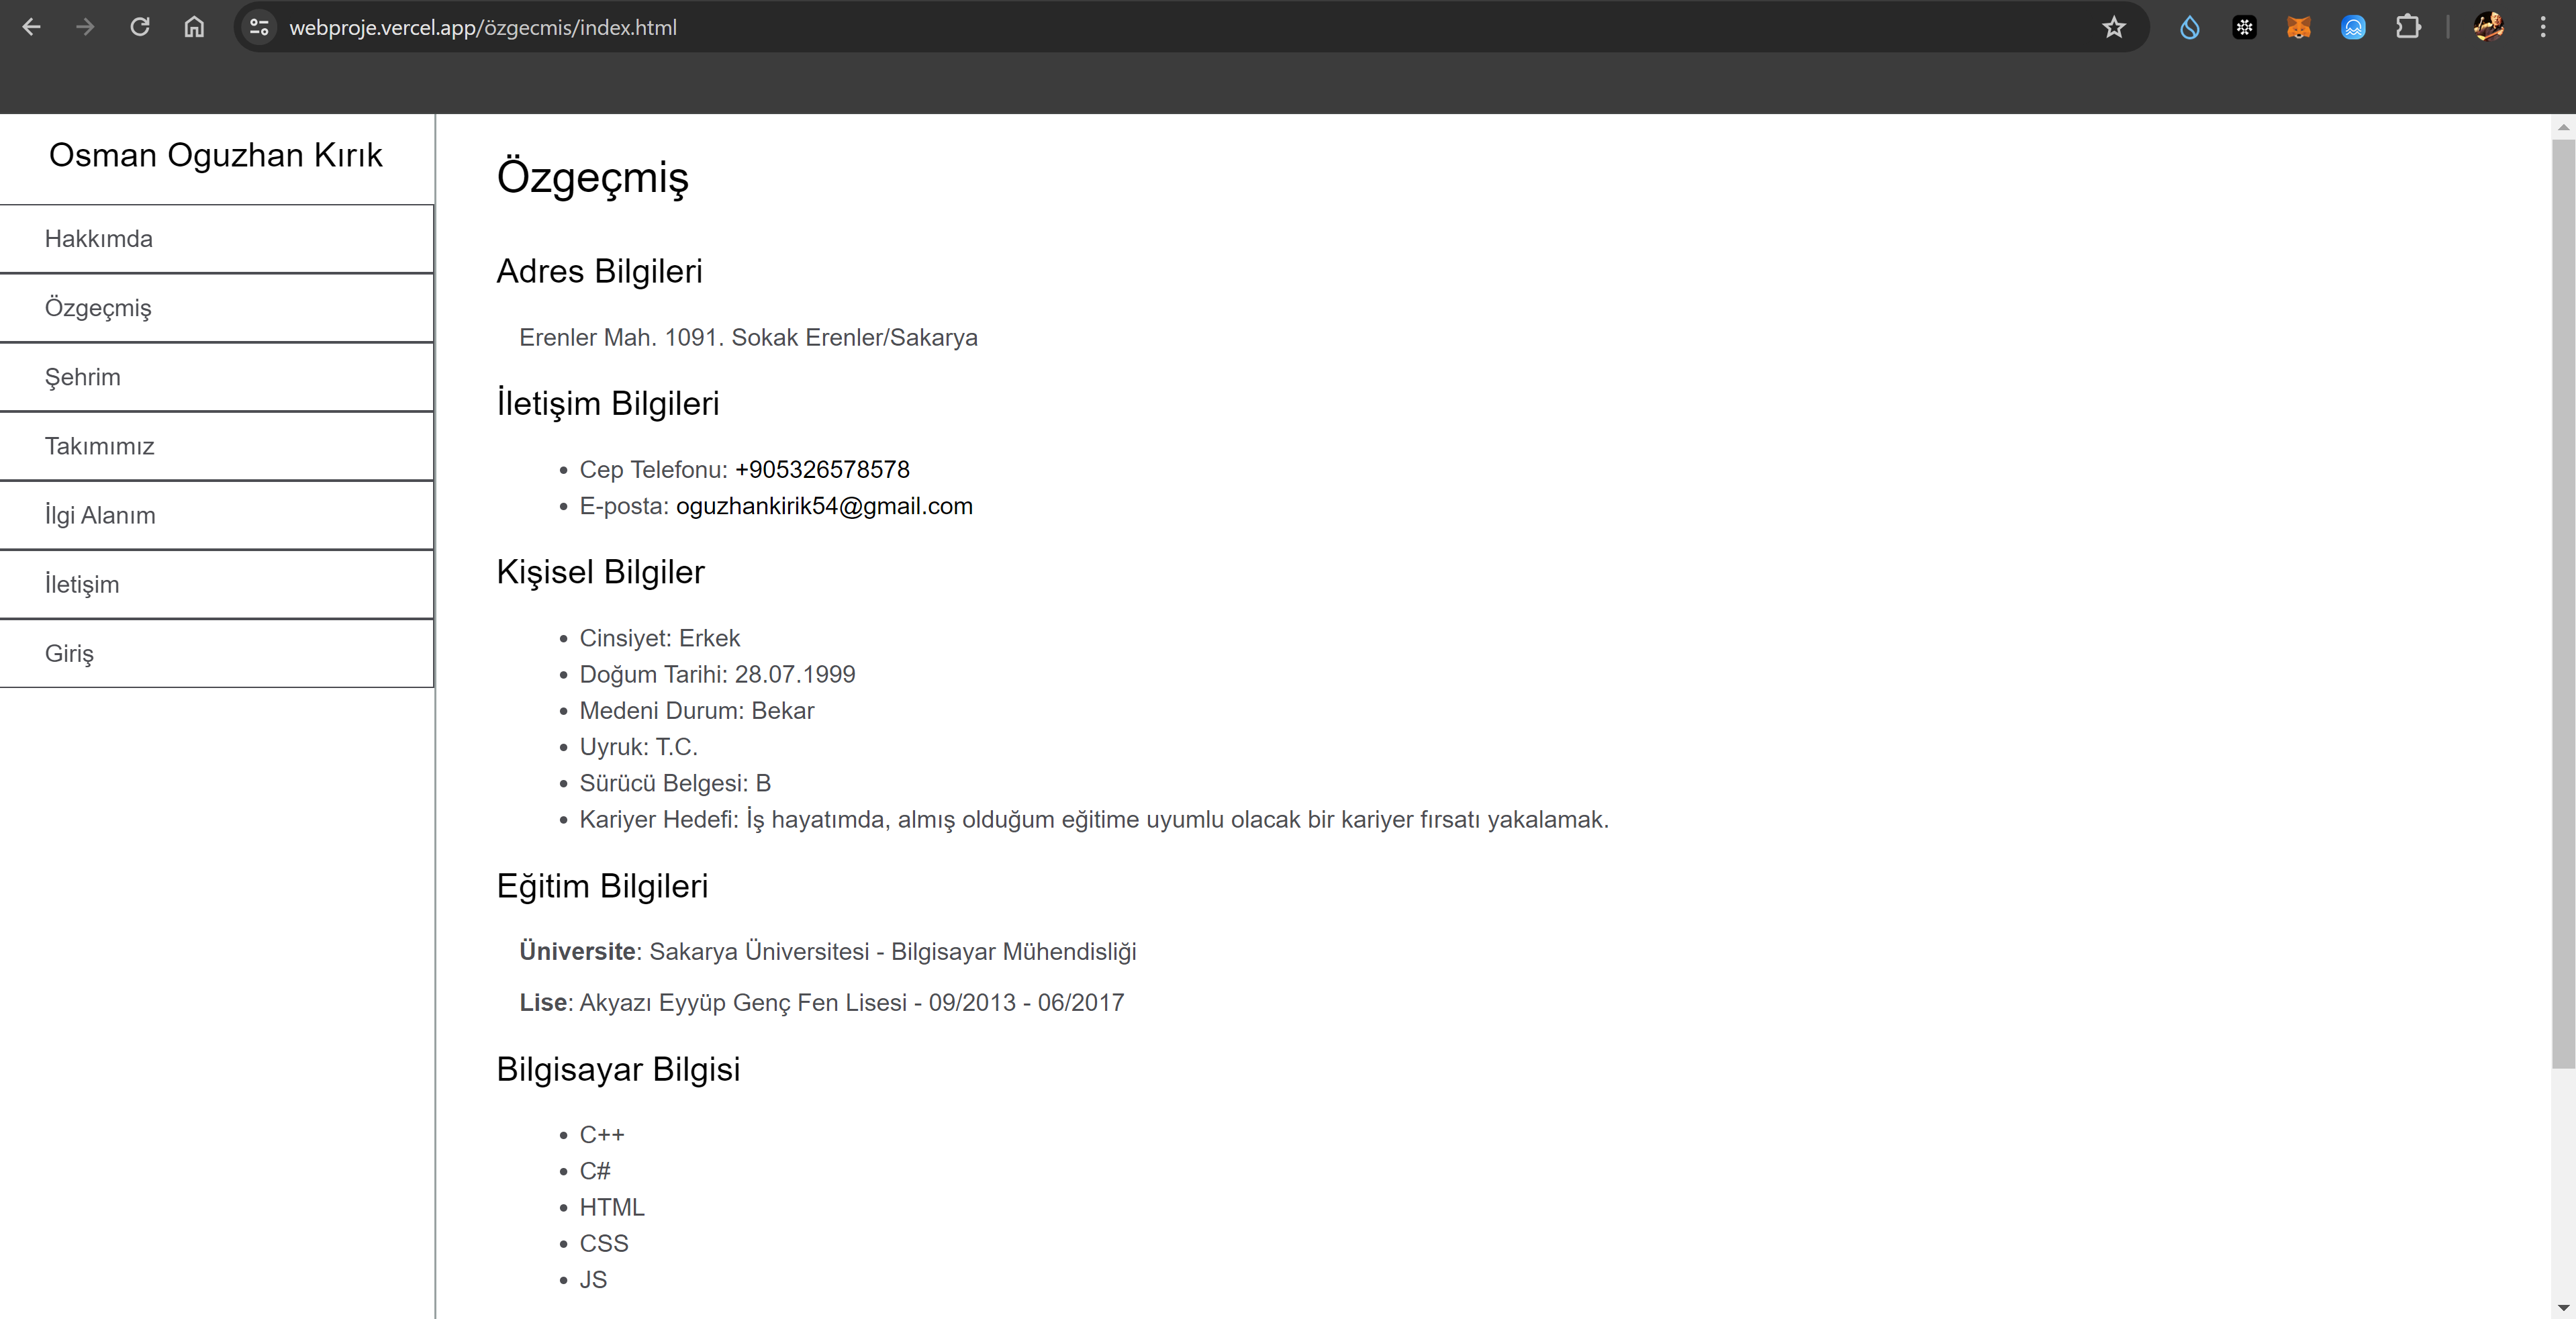 webproje.vercel.app/özgecmis/index.html
Osman Oguzhan Kırık
Hakkımda
Özgeçmiş
Şehrim
Takımımız
İlgi Alanım
İletişim
Giriş
Özgeçmiş
Adres Bilgileri
Erenler Mah. 1091. Sokak Erenler/Sakarya
İletişim Bilgileri
Cep Telefonu: +905326578578
E-posta: oguzhankirik54@gmail.com
Kişisel Bilgiler
Cinsiyet: Erkek
Doğum Tarihi: 28.07.1999
Medeni Durum: Bekar
Uyruk: T.C.
Sürücü Belgesi: B
Kariyer Hedefi: İş hayatımda, almış olduğum eğitime uyumlu olacak bir kariyer fırsatı yakalamak.
Eğitim Bilgileri
Üniversite: Sakarya Üniversitesi - Bilgisayar Mühendisliği
Lise: Akyazı Eyyüp Genç Fen Lisesi - 09/2013 - 06/2017
Bilgisayar Bilgisi
C++
C#
HTML
CSS
JS